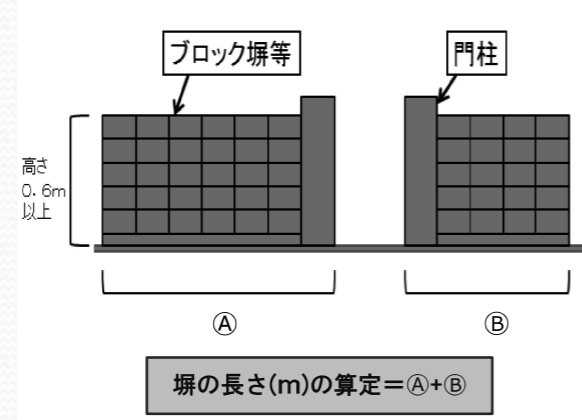 ブロック塀等
門柱
高さ
0.6m
以上
Ⓐ
Ⓑ
塀の長さ(m)の算定=Ⓐ+Ⓑ